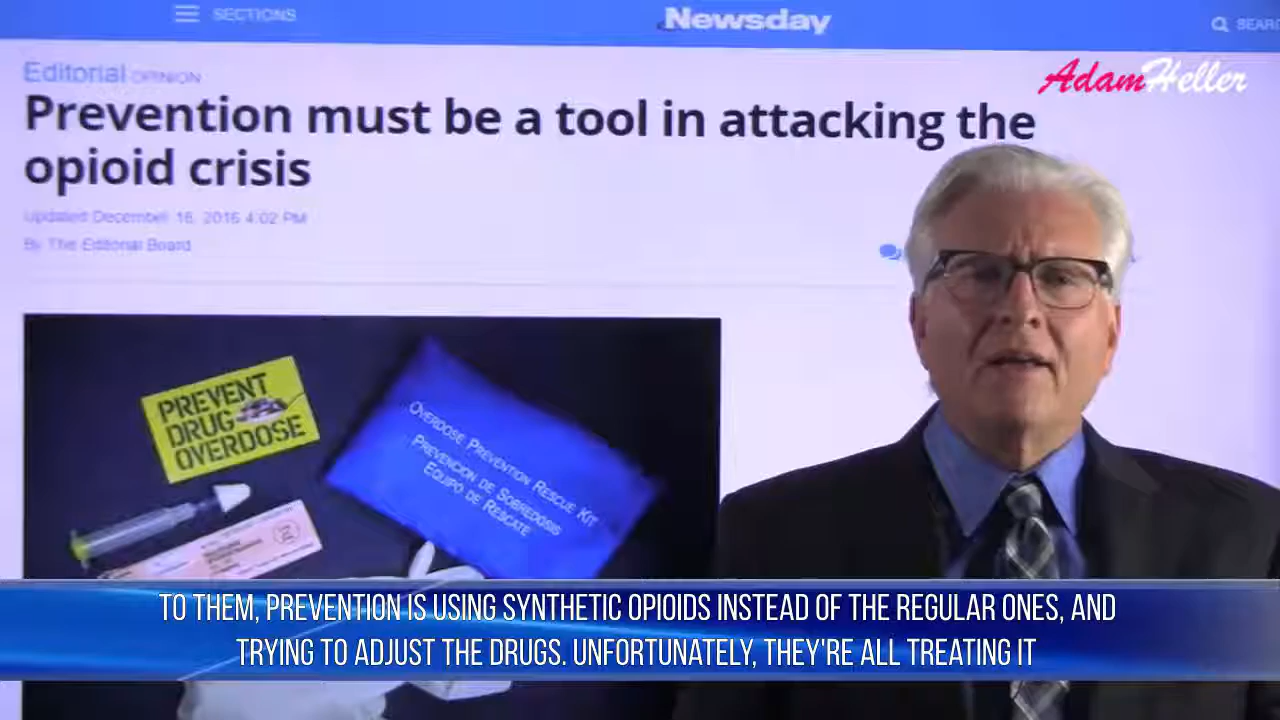 SECTIONS
Newsday
SEAR
Editorial OPINION
Adam Heller
Prevention must be a tool in attacking the
opioid crisis
Updated December 16, 2016 4:02 PM
By The Editorial Board
PREVENT
DRUG
OVERDOSE
OVERDOSE PREVENTION RESCUE KIT
PREVENCION DE SOBREDOSIS
EQUIPO DE RESCATE
TO THEM, PREVENTION IS USING SYNTHETIC OPIOIDS INSTEAD OF THE REGULAR ONES, AND
TRYING TO ADJUST THE DRUGS. UNFORTUNATELY, THEY'RE ALL TREATING IT